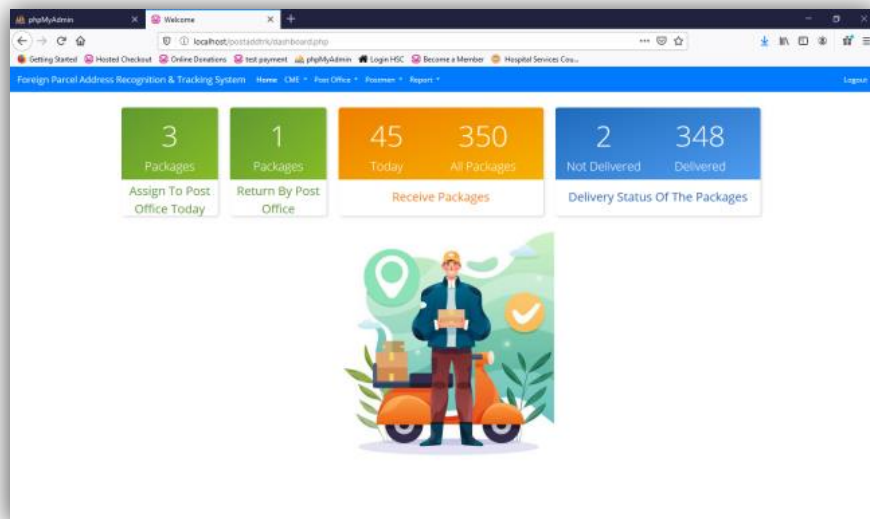 phpMyAdmin
Welcome
localhost/postaddtrk/dashboard.php
Getting Started Hosted Checkout Online Donations test payment phpMyAdmin Login HSC Become a Member Hospital Services Cou...
Foreign Parcel Address Recognition & Tracking System Home CME Post Office Postmen Report Logout
3
Packages
Assign To Post
Office Today
1
Packages
Return By Post
Office
45 350
Today All Packages
Receive Packages
2 348
Not Delivered Delivered
Delivery Status Of The Packages